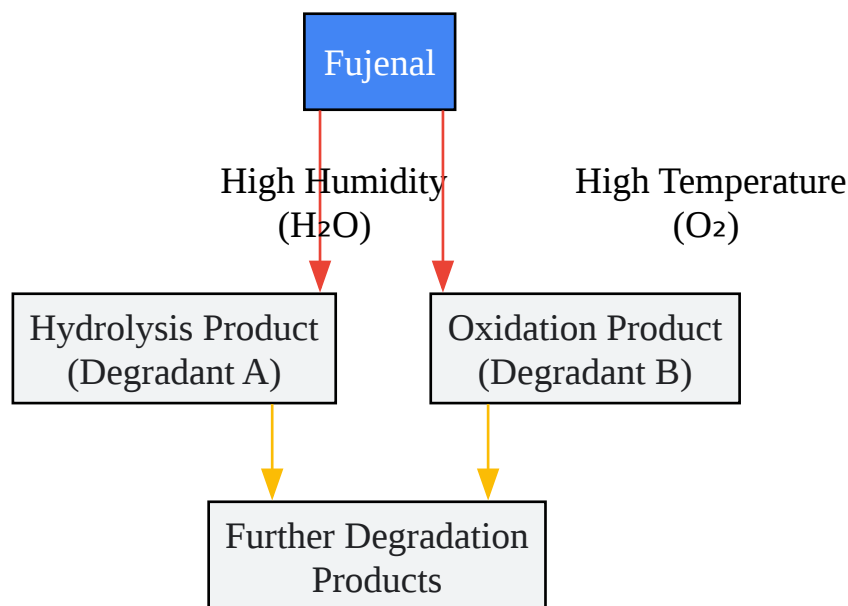 Fujenal
High Humidity
(H₂O)
High Temperature
(O₂)
Hydrolysis Product
(Degradant A)
Oxidation Product
(Degradant B)
Further Degradation
Products